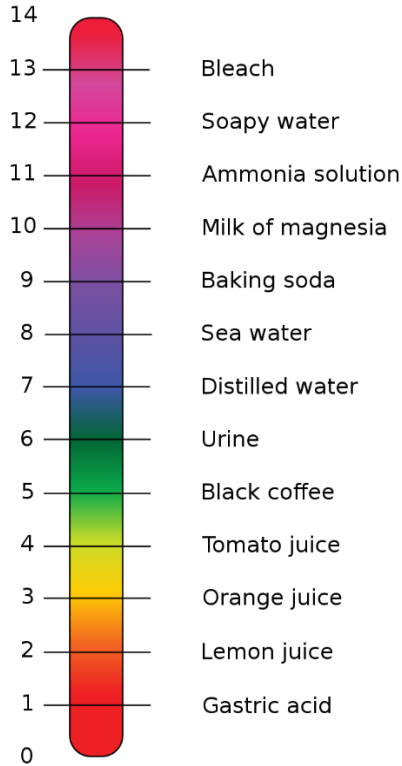 14
13 Bleach
12 Soapy water
11 Ammonia solution
10 Milk of magnesia
9 Baking soda
8 Sea water
7 Distilled water
6 Urine
5 Black coffee
4 Tomato juice
3 Orange juice
2 Lemon juice
1 Gastric acid
0